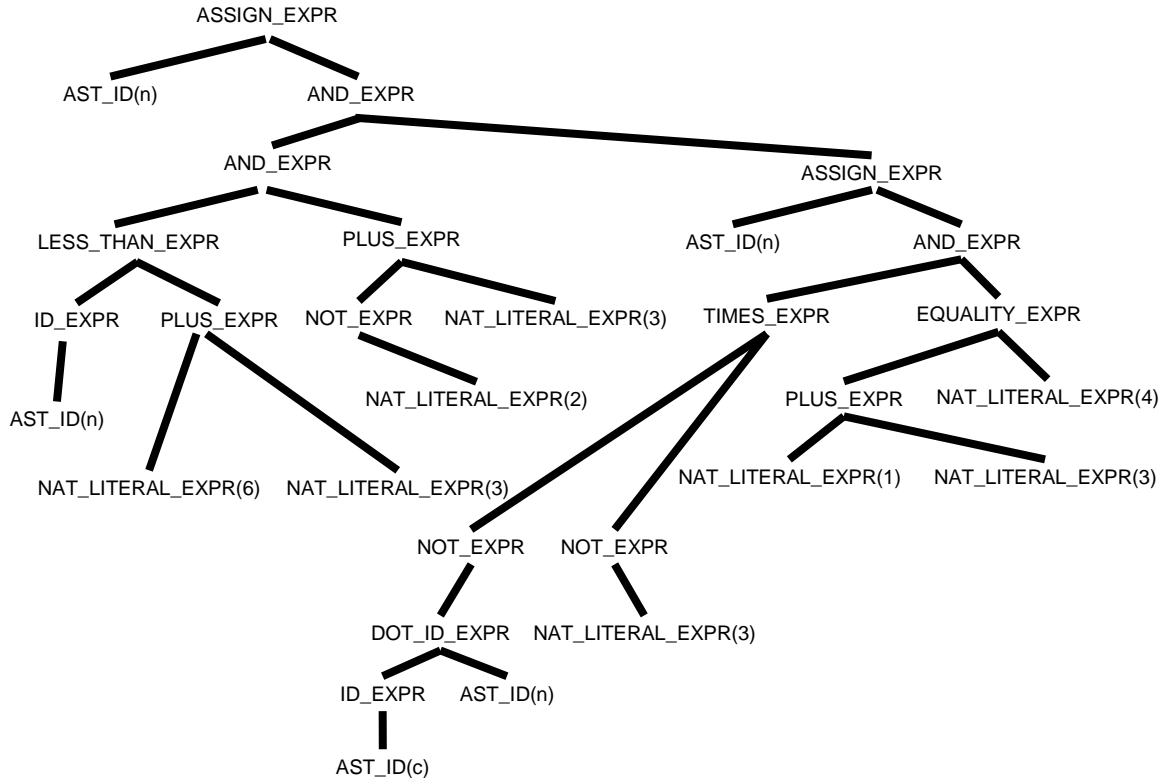 ASSIGN_EXPR
AST_ID(n) AND_EXPR
AND_EXPR ASSIGN_EXPR
LESS_THAN_EXPR PLUS_EXPR AST_ID(n) AND_EXPR
ID_EXPR PLUS_EXPR NOT_EXPR NAT_LITERAL_EXPR(3) TIMES_EXPR EQUALITY_EXPR
AST_ID(n) NAT_LITERAL_EXPR(2) PLUS_EXPR NAT_LITERAL_EXPR(4)
NAT_LITERAL_EXPR(6) NAT_LITERAL_EXPR(3) NAT_LITERAL_EXPR(1) NAT_LITERAL_EXPR(3)
NOT_EXPR NOT_EXPR
DOT_ID_EXPR NAT_LITERAL_EXPR(3)
ID_EXPR AST_ID(n)
AST_ID(c)